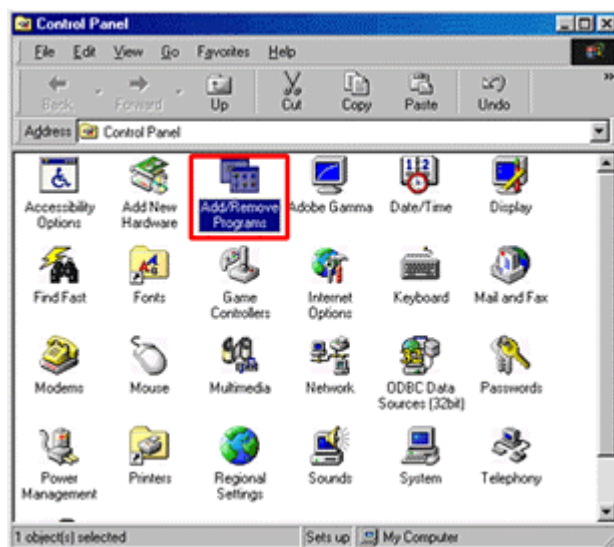 Control Panel
File Edit View Go Favorites Help
Back Forward Up Cut Copy Paste Undo
Address Control Panel
Accessibility Options
Add New Hardware
Add/Remove Programs
Adobe Gamma
Date/Time
Display
Find Fast
Fonts
Game Controllers
Internet Options
Keyboard
Mail and Fax
Modems
Mouse
Multimedia
Network
ODBC Data Sources (32bit)
Passwords
Power Management
Printers
Regional Settings
Sounds
System
Telephony
1 object(s) selected Sets up My Computer